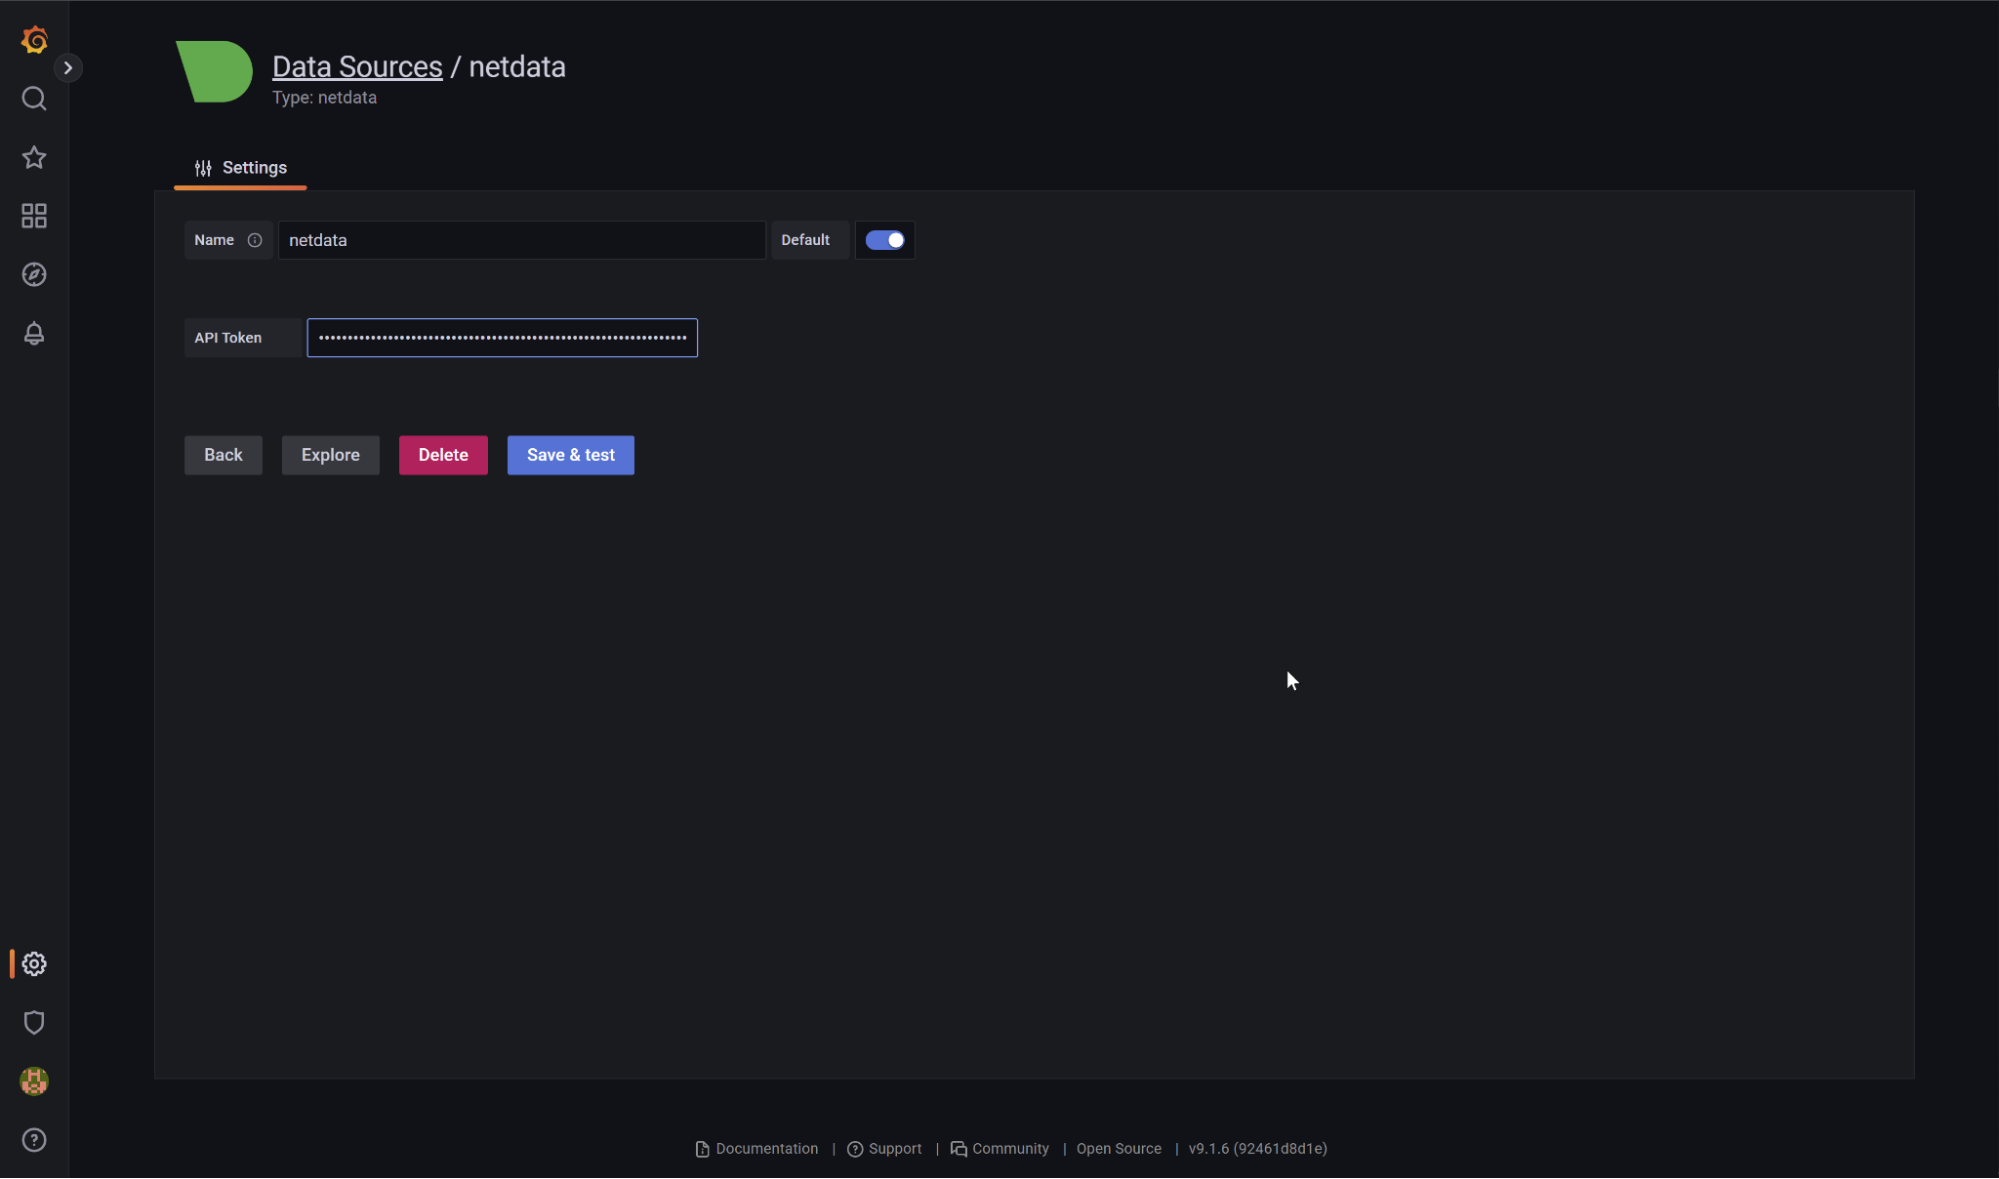 Data Sources / netdata
Type: netdata
Settings
Name netdata Default
API Token ••••••••••••••••••••••••••••••••••••••••••••••••••••••••••••••••
Back Explore Delete Save & test
Documentation | Support | Community | Open Source | v9.1.6 (92461d8d1e)